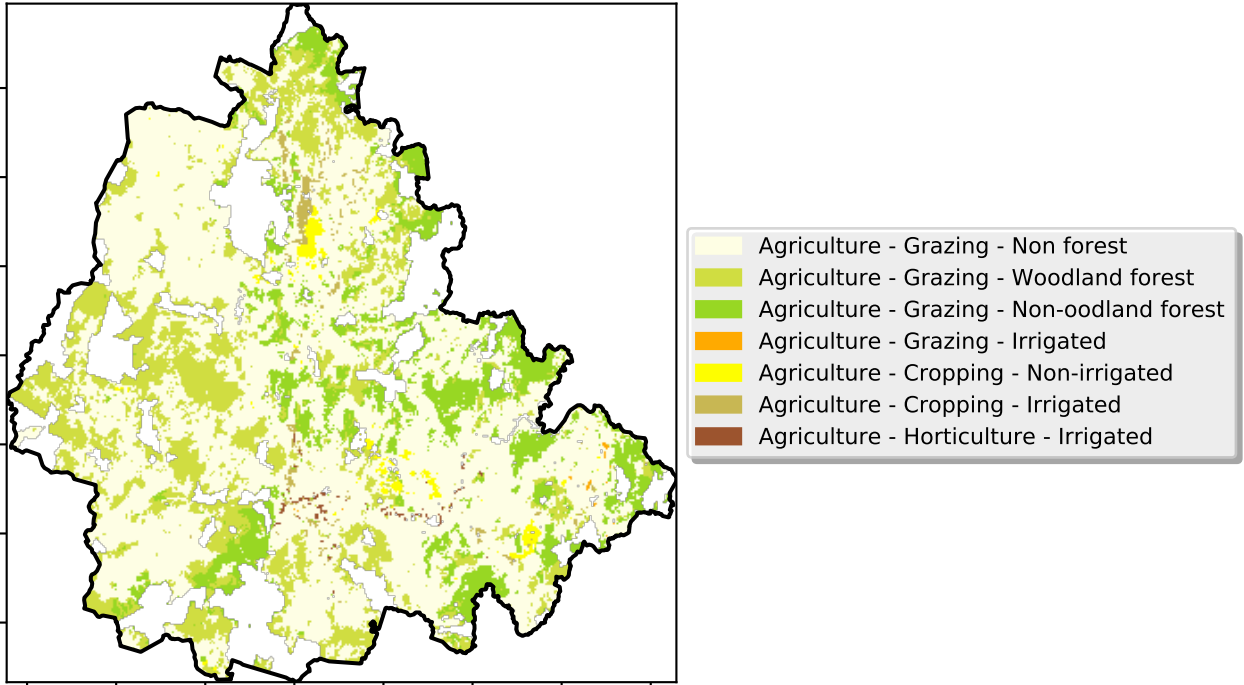 Agriculture - Grazing - Non forest
Agriculture - Grazing - Woodland forest
Agriculture - Grazing - Non-oodland forest
Agriculture - Grazing - Irrigated
Agriculture - Cropping - Non-irrigated
Agriculture - Cropping - Irrigated
Agriculture - Horticulture - Irrigated